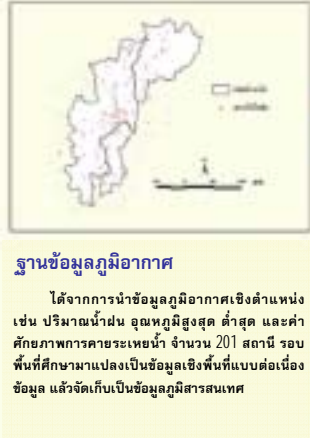 ฐานข้อมูลภูมิอากาศ
ได้จากการนำข้อมูลภูมิอากาศเชิงตำแหน่ง
เช่น ปริมาณน้ำฝน อุณหภูมิสูงสุด ต่ำสุด และค่า
ศักยภาพการคายระเหยน้ำ จำนวน 201 สถานี รอบ
พื้นที่ศึกษามาแปลงเป็นข้อมูลเชิงพื้นที่แบบต่อเนื่อง
ข้อมูล แล้วจัดเก็บเป็นข้อมูลภูมิสารสนเทศ